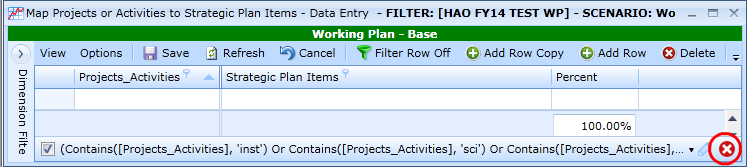 Map Projects or Activities to Strategic Plan Items - Data Entry - FILTER: [HAO FY14 TEST WP] - SCENARIO: Wo
Working Plan - Base
View Options Save Refresh Cancel Filter Row Off Add Row Copy Add Row Delete
Dimension Filte
Projects_Activities Strategic Plan Items Percent
100.00%
(Contains([Projects_Activities], 'inst') Or Contains([Projects_Activities], 'sci') Or Contains([Projects_Activities],...